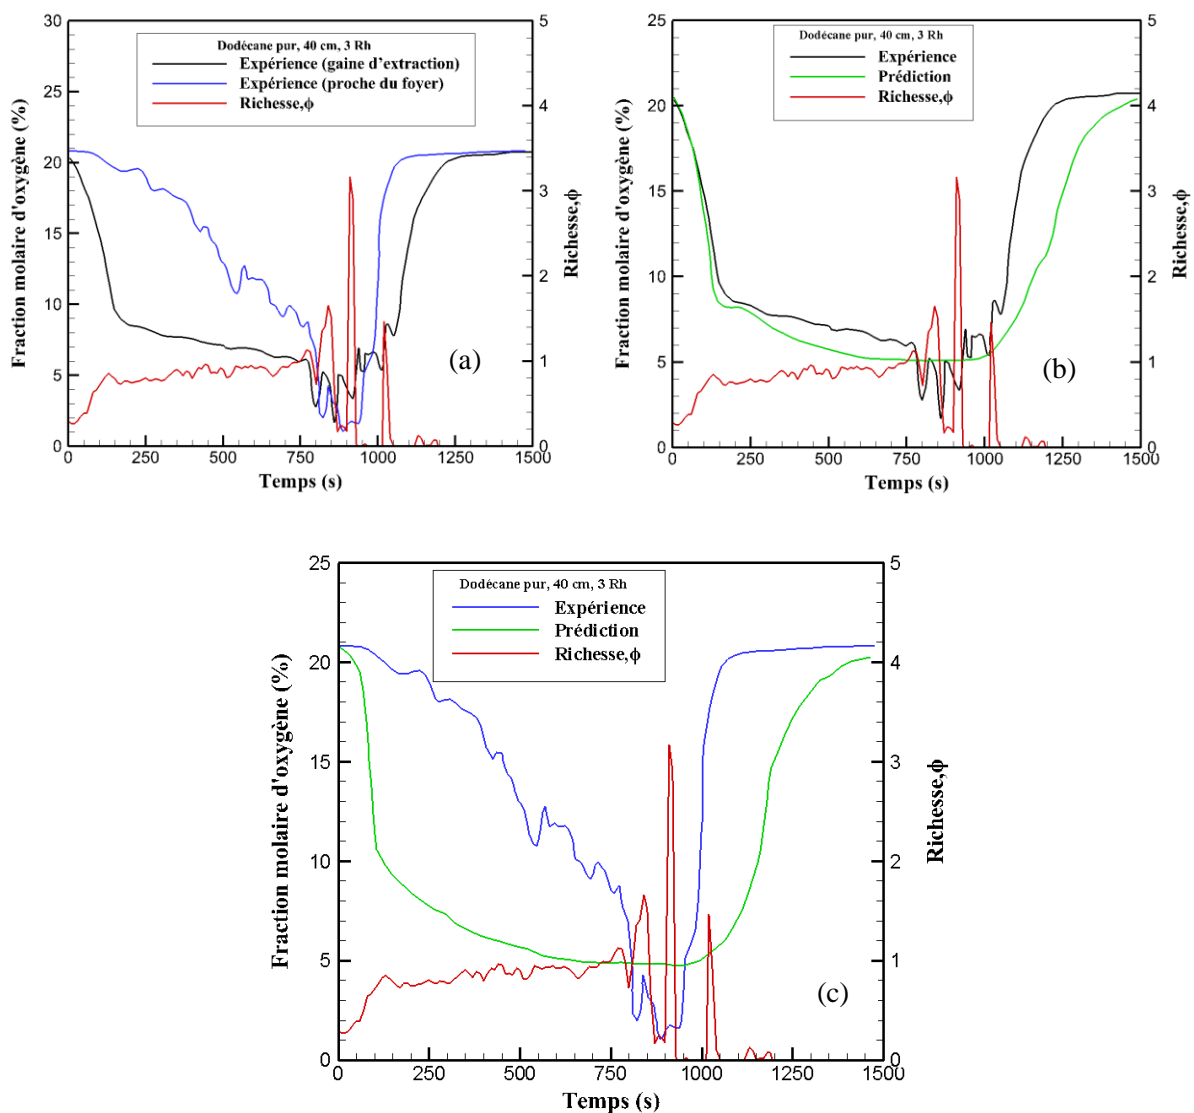 Dodécane pur, 40 cm, 3 Rh
Expérience (gaine d'extraction)
Expérience (proche du foyer)
Richesse,ϕ
Fraction molaire d'oxygène (%)
30
25
20
15
10
5
0
5
4
3
2
1
0
Richesse,ϕ
(a)
0 250 500 750 1000 1250 1500
Temps (s)
Dodécane pur, 40 cm, 3 Rh
Expérience
Prédiction
Richesse,ϕ
Fraction molaire d'oxygène (%)
25
20
15
10
5
0
5
4
3
2
1
0
Richesse,ϕ
(b)
0 250 500 750 1000 1250 1500
Temps (s)
Dodécane pur, 40 cm, 3 Rh
Expérience
Prédiction
Richesse,ϕ
Fraction molaire d'oxygène (%)
25
20
15
10
5
0
5
4
3
2
1
0
Richesse,ϕ
(c)
0 250 500 750 1000 1250 1500
Temps (s)